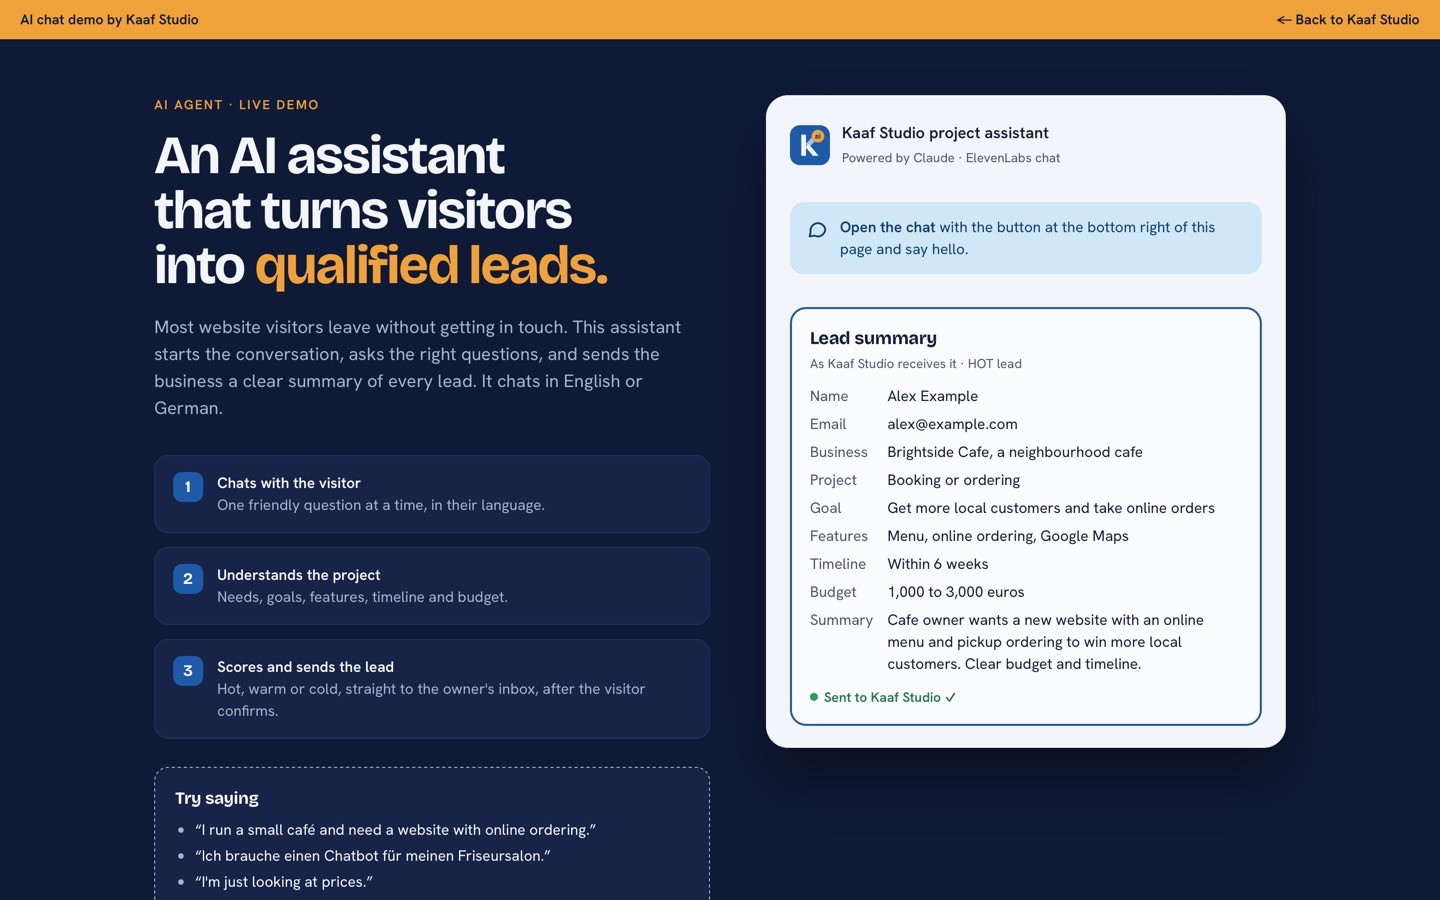 AI chat demo by Kaaf Studio
← Back to Kaaf Studio
AI AGENT · LIVE DEMO
An AI assistant
that turns visitors
into qualified leads.
Most website visitors leave without getting in touch. This assistant
starts the conversation, asks the right questions, and sends the
business a clear summary of every lead. It chats in English or
German.
1
Chats with the visitor
One friendly question at a time, in their language.
2
Understands the project
Needs, goals, features, timeline and budget.
3
Scores and sends the lead
Hot, warm or cold, straight to the owner's inbox, after the visitor
confirms.
Try saying
• “I run a small café and need a website with online ordering.”
• “Ich brauche einen Chatbot für meinen Friseursalon.”
• “I'm just looking at prices.”
K ai
Kaaf Studio project assistant
Powered by Claude · ElevenLabs chat
Open the chat with the button at the bottom right of this
page and say hello.
Lead summary
As Kaaf Studio receives it · HOT lead
Name Alex Example
Email alex@example.com
Business Brightside Cafe, a neighbourhood cafe
Project Booking or ordering
Goal Get more local customers and take online orders
Features Menu, online ordering, Google Maps
Timeline Within 6 weeks
Budget 1,000 to 3,000 euros
Summary Cafe owner wants a new website with an online
menu and pickup ordering to win more local
customers. Clear budget and timeline.
Sent to Kaaf Studio ✓